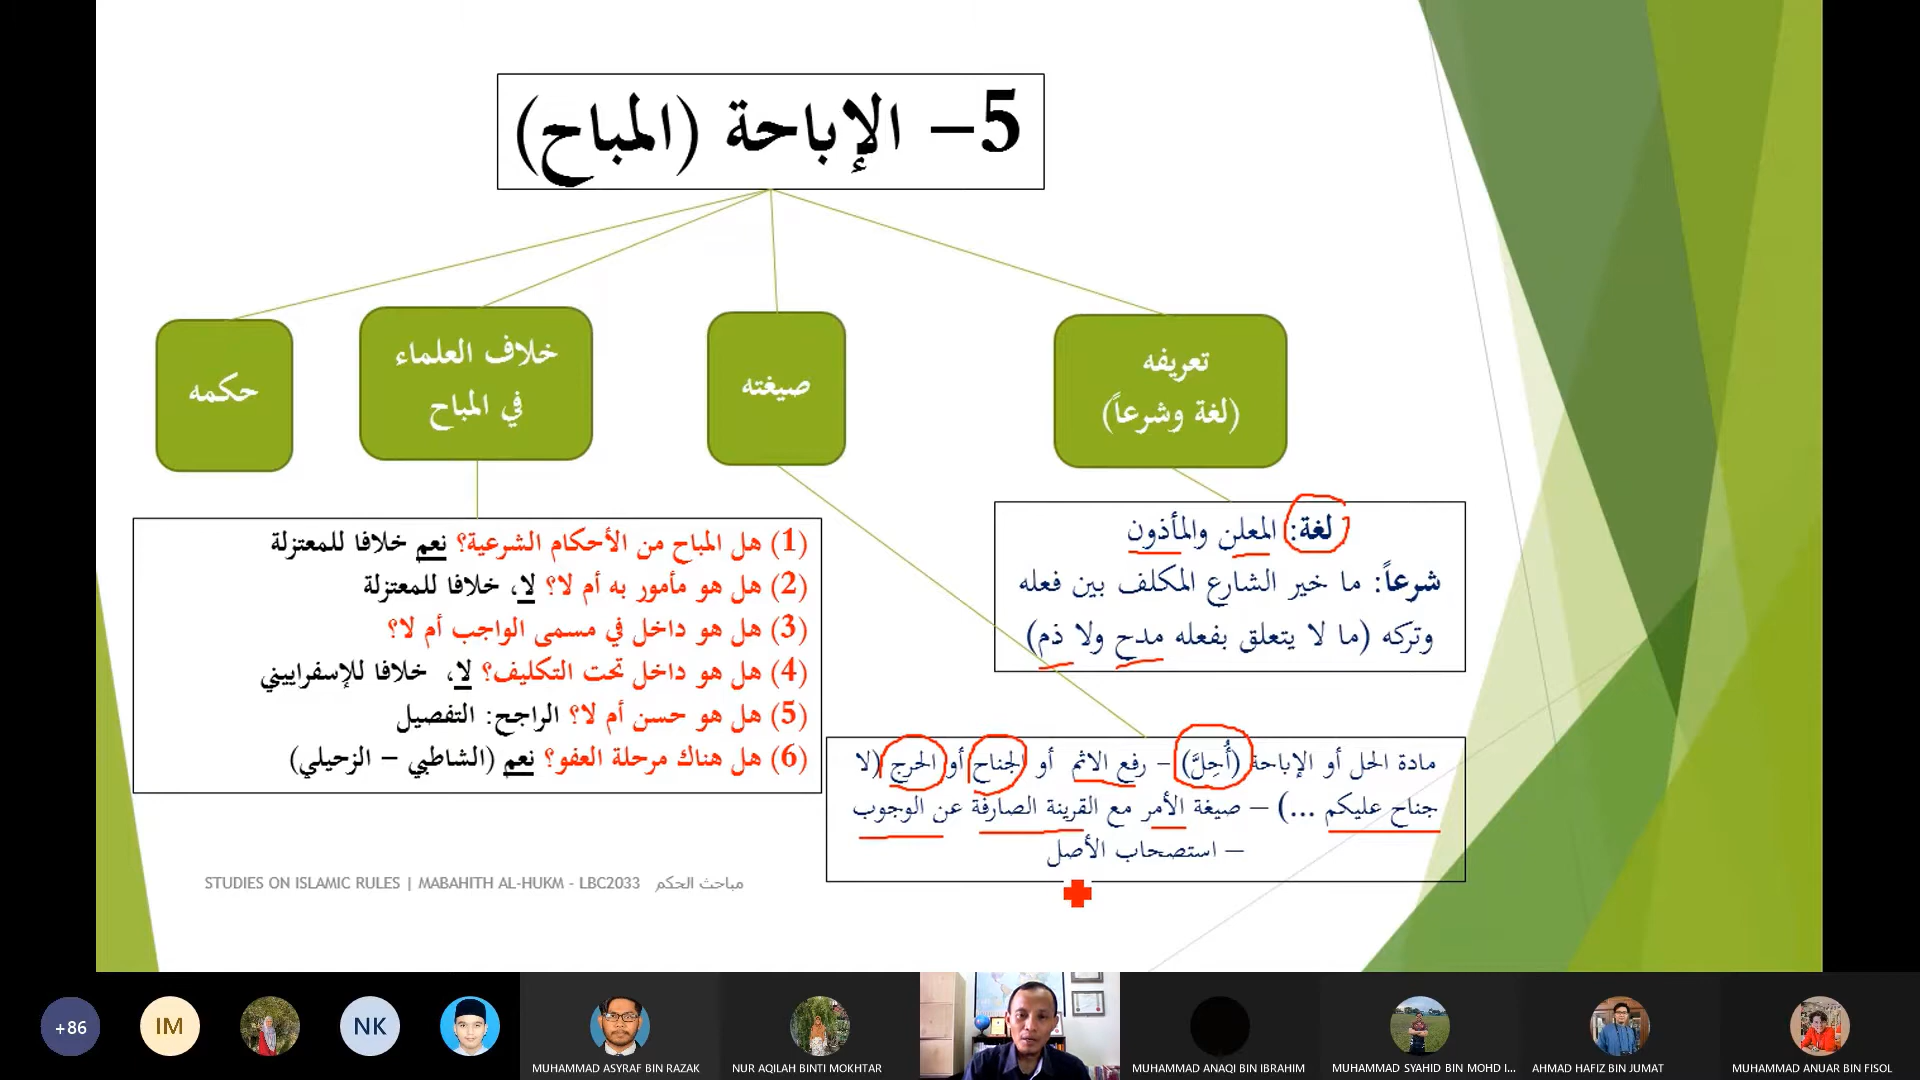 5- الإباحة (المباح)
تعريفه
(لغة وشرعاً)
صيغته
خلاف العلماء
في المباح
حكمه
لغة: المعلن والمأذون
شرعاً: ما خير الشارع المكلف بين فعله
وتركه (ما لا يتعلق بفعله مدح ولا ذم)
مادة الحل أو الإباحة (أُحِلَّ) – رفع الاثم أو الجناح أو الحرج (لا
جناح عليكم ...) – صيغة الأمر مع القرينة الصارفة عن الوجوب
– استصحاب الأصل
(1) هل المباح من الأحكام الشرعية؟ نعم خلافا للمعتزلة
(2) هل هو مأمور به أم لا؟ لا، خلافا للمعتزلة
(3) هل هو داخل في مسمى الواجب أم لا؟
(4) هل هو داخل تحت التكليف؟ لا، خلافا للإسفراييني
(5) هل هو حسن أم لا؟ الراجح: التفصيل
(6) هل هناك مرحلة العفو؟ نعم (الشاطبي – الزحيلي)
STUDIES ON ISLAMIC RULES | MABAHITH AL-HUKM - LBC2033 مباحث الحكم
+86
IM
NK
MUHAMMAD ASYRAF BIN RAZAK
NUR AQILAH BINTI MOKHTAR
MUHAMMAD ANAQI BIN IBRAHIM
MUHAMMAD SYAHID BIN MOHD I...
AHMAD HAFIZ BIN JUMAT
MUHAMMAD ANUAR BIN FISOL